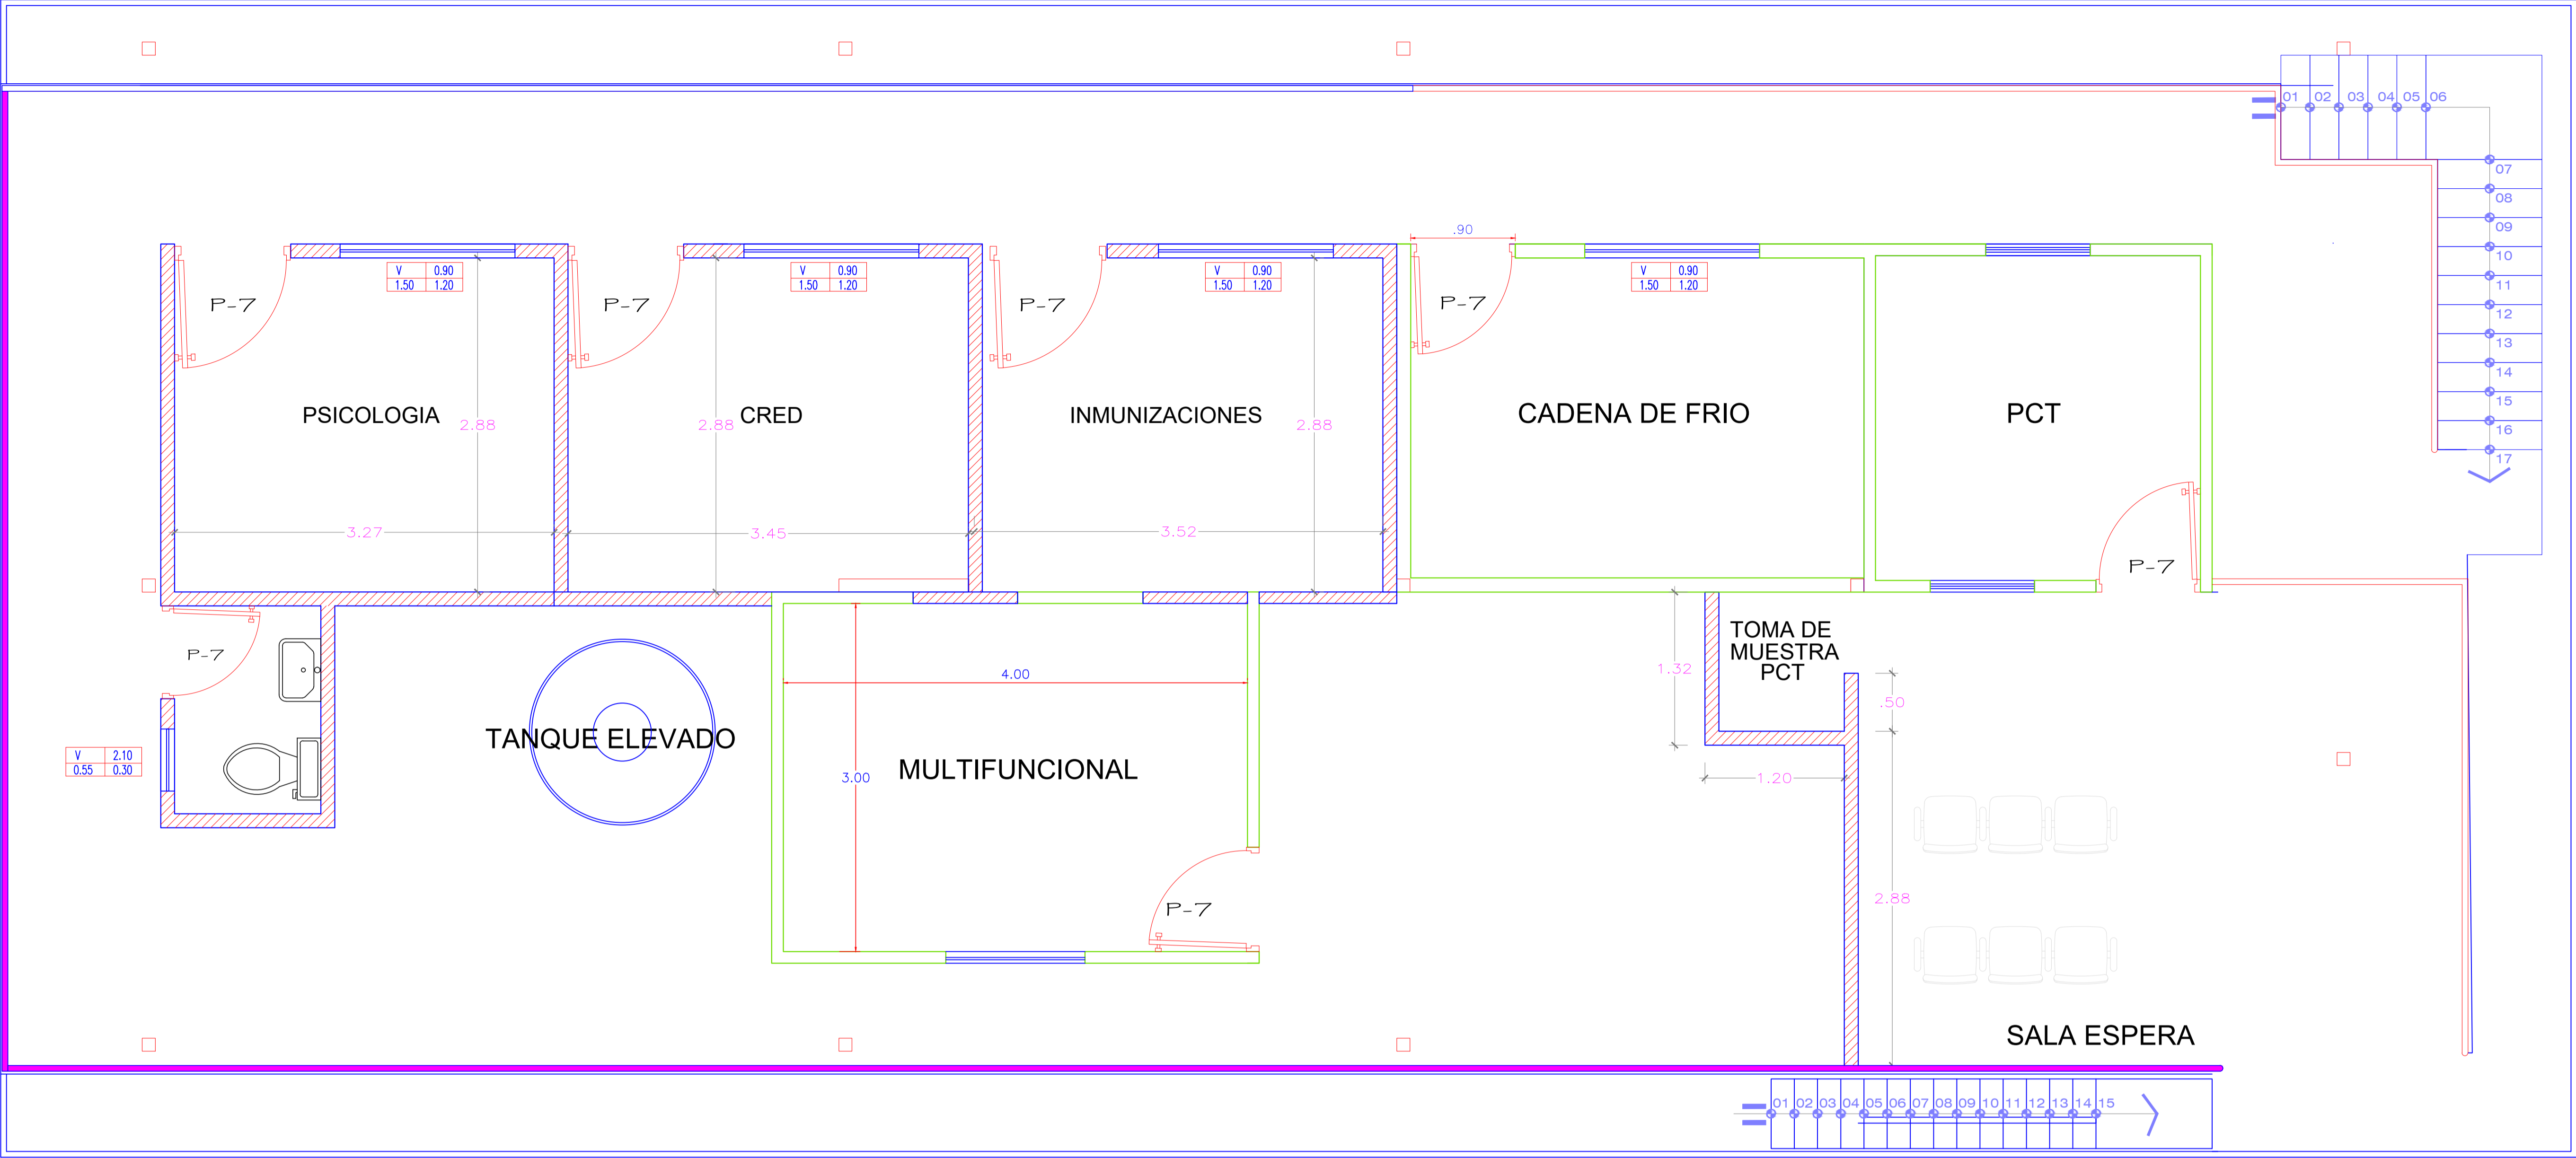 01 02 03 04 05 06
07
08
09
10
11
12
13
14
15
16
17
.90
V 0.90
1.50 1.20
V 0.90
1.50 1.20
V 0.90
1.50 1.20
V 0.90
1.50 1.20
P-7
P-7
P-7
P-7
PSICOLOGIA
2.88
2.88
CRED
INMUNIZACIONES
2.88
CADENA DE FRIO
PCT
3.27
3.45
3.52
P-7
P-7
TOMA DE
MUESTRA
PCT
1.32
4.00
.50
TANQUE ELEVADO
V 2.10
0.55 0.30
3.00
MULTIFUNCIONAL
1.20
2.88
P-7
SALA ESPERA
01 02 03 04 05 06 07 08 09 10 11 12 13 14 15